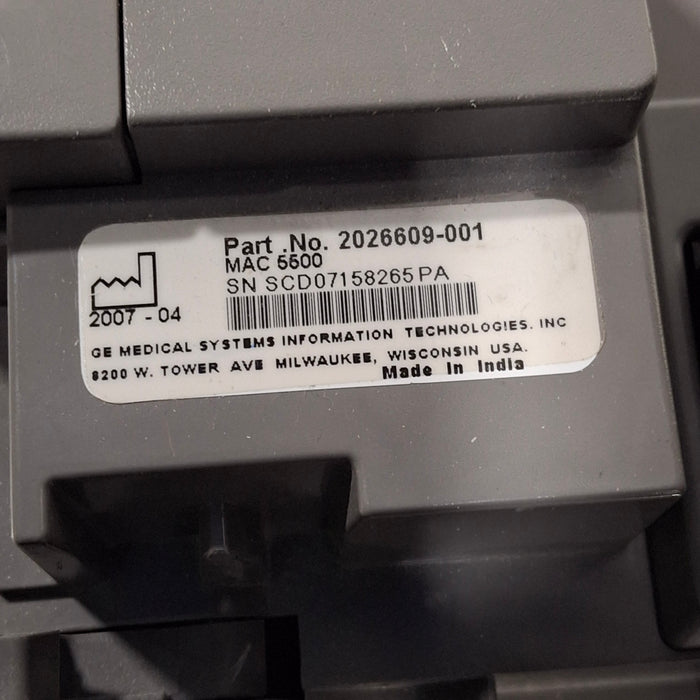 Part .No. 2026609-001
MAC 5500
SN SCD07158265PA
2007 - 04
GE MEDICAL SYSTEMS INFORMATION TECHNOLOGIES. INC
8200 W. TOWER AVE MILWAUKEE, WISCONSIN USA.
Made In India